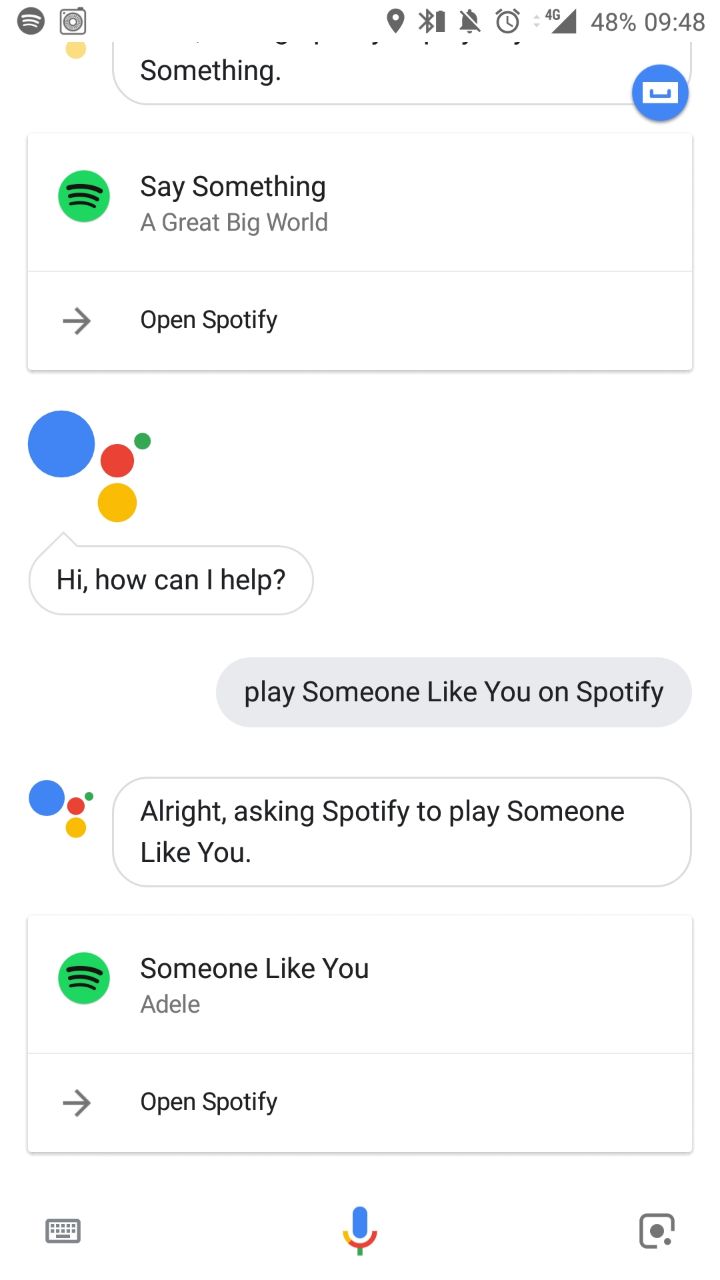 4G 48% 09:48
Something.
Say Something
A Great Big World
Open Spotify
Hi, how can I help?
play Someone Like You on Spotify
Alright, asking Spotify to play Someone
Like You.
Someone Like You
Adele
Open Spotify